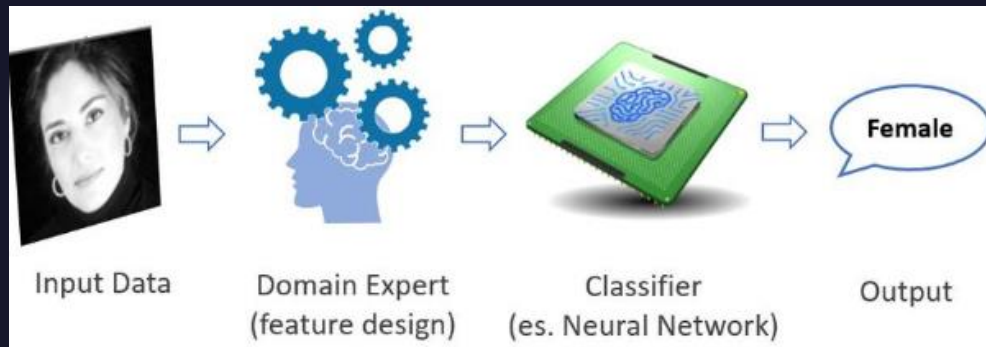 Female
Input Data
Domain Expert
(feature design)
Classifier
(es. Neural Network)
Output